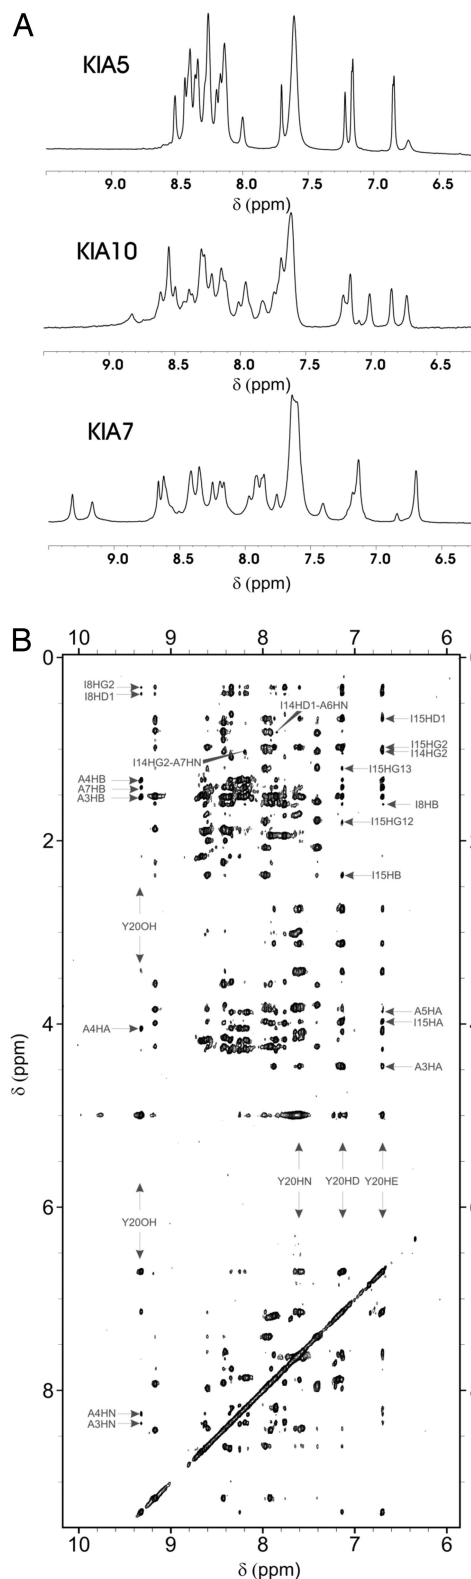 A
KIA5
9.0 8.5 8.0 7.5 7.0 6.5
δ (ppm)
KIA10
9.0 8.5 8.0 7.5 7.0 6.5
δ (ppm)
KIA7
9.0 8.5 8.0 7.5 7.0 6.5
δ (ppm)
B
10 9 8 7 6
0
I8HG2
I8HD1
I14HD1-A6HN
I15HD1
I15HG2
I14HG2
I14HG2-A7HN
I15HG13
A4HB
A7HB
A3HB
I8HB
I15HG12
2
I15HB
Y20OH
A5HA
I15HA
4
A4HA
A3HA
δ (ppm)
Y20HN Y20HD Y20HE
6
Y20OH
8
A4HN
A3HN
10 9 8 7 6
δ (ppm)